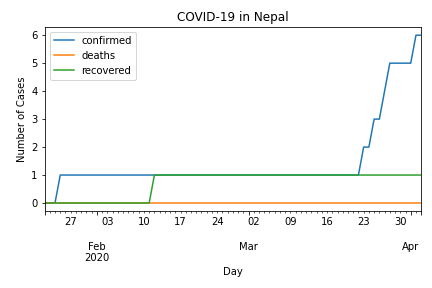 COVID-19 in Nepal
confirmed
deaths
recovered
Number of Cases
6
5
4
3
2
1
0
27 03 10 17 24 02 09 16 23 30
Feb Mar Apr
2020
Day